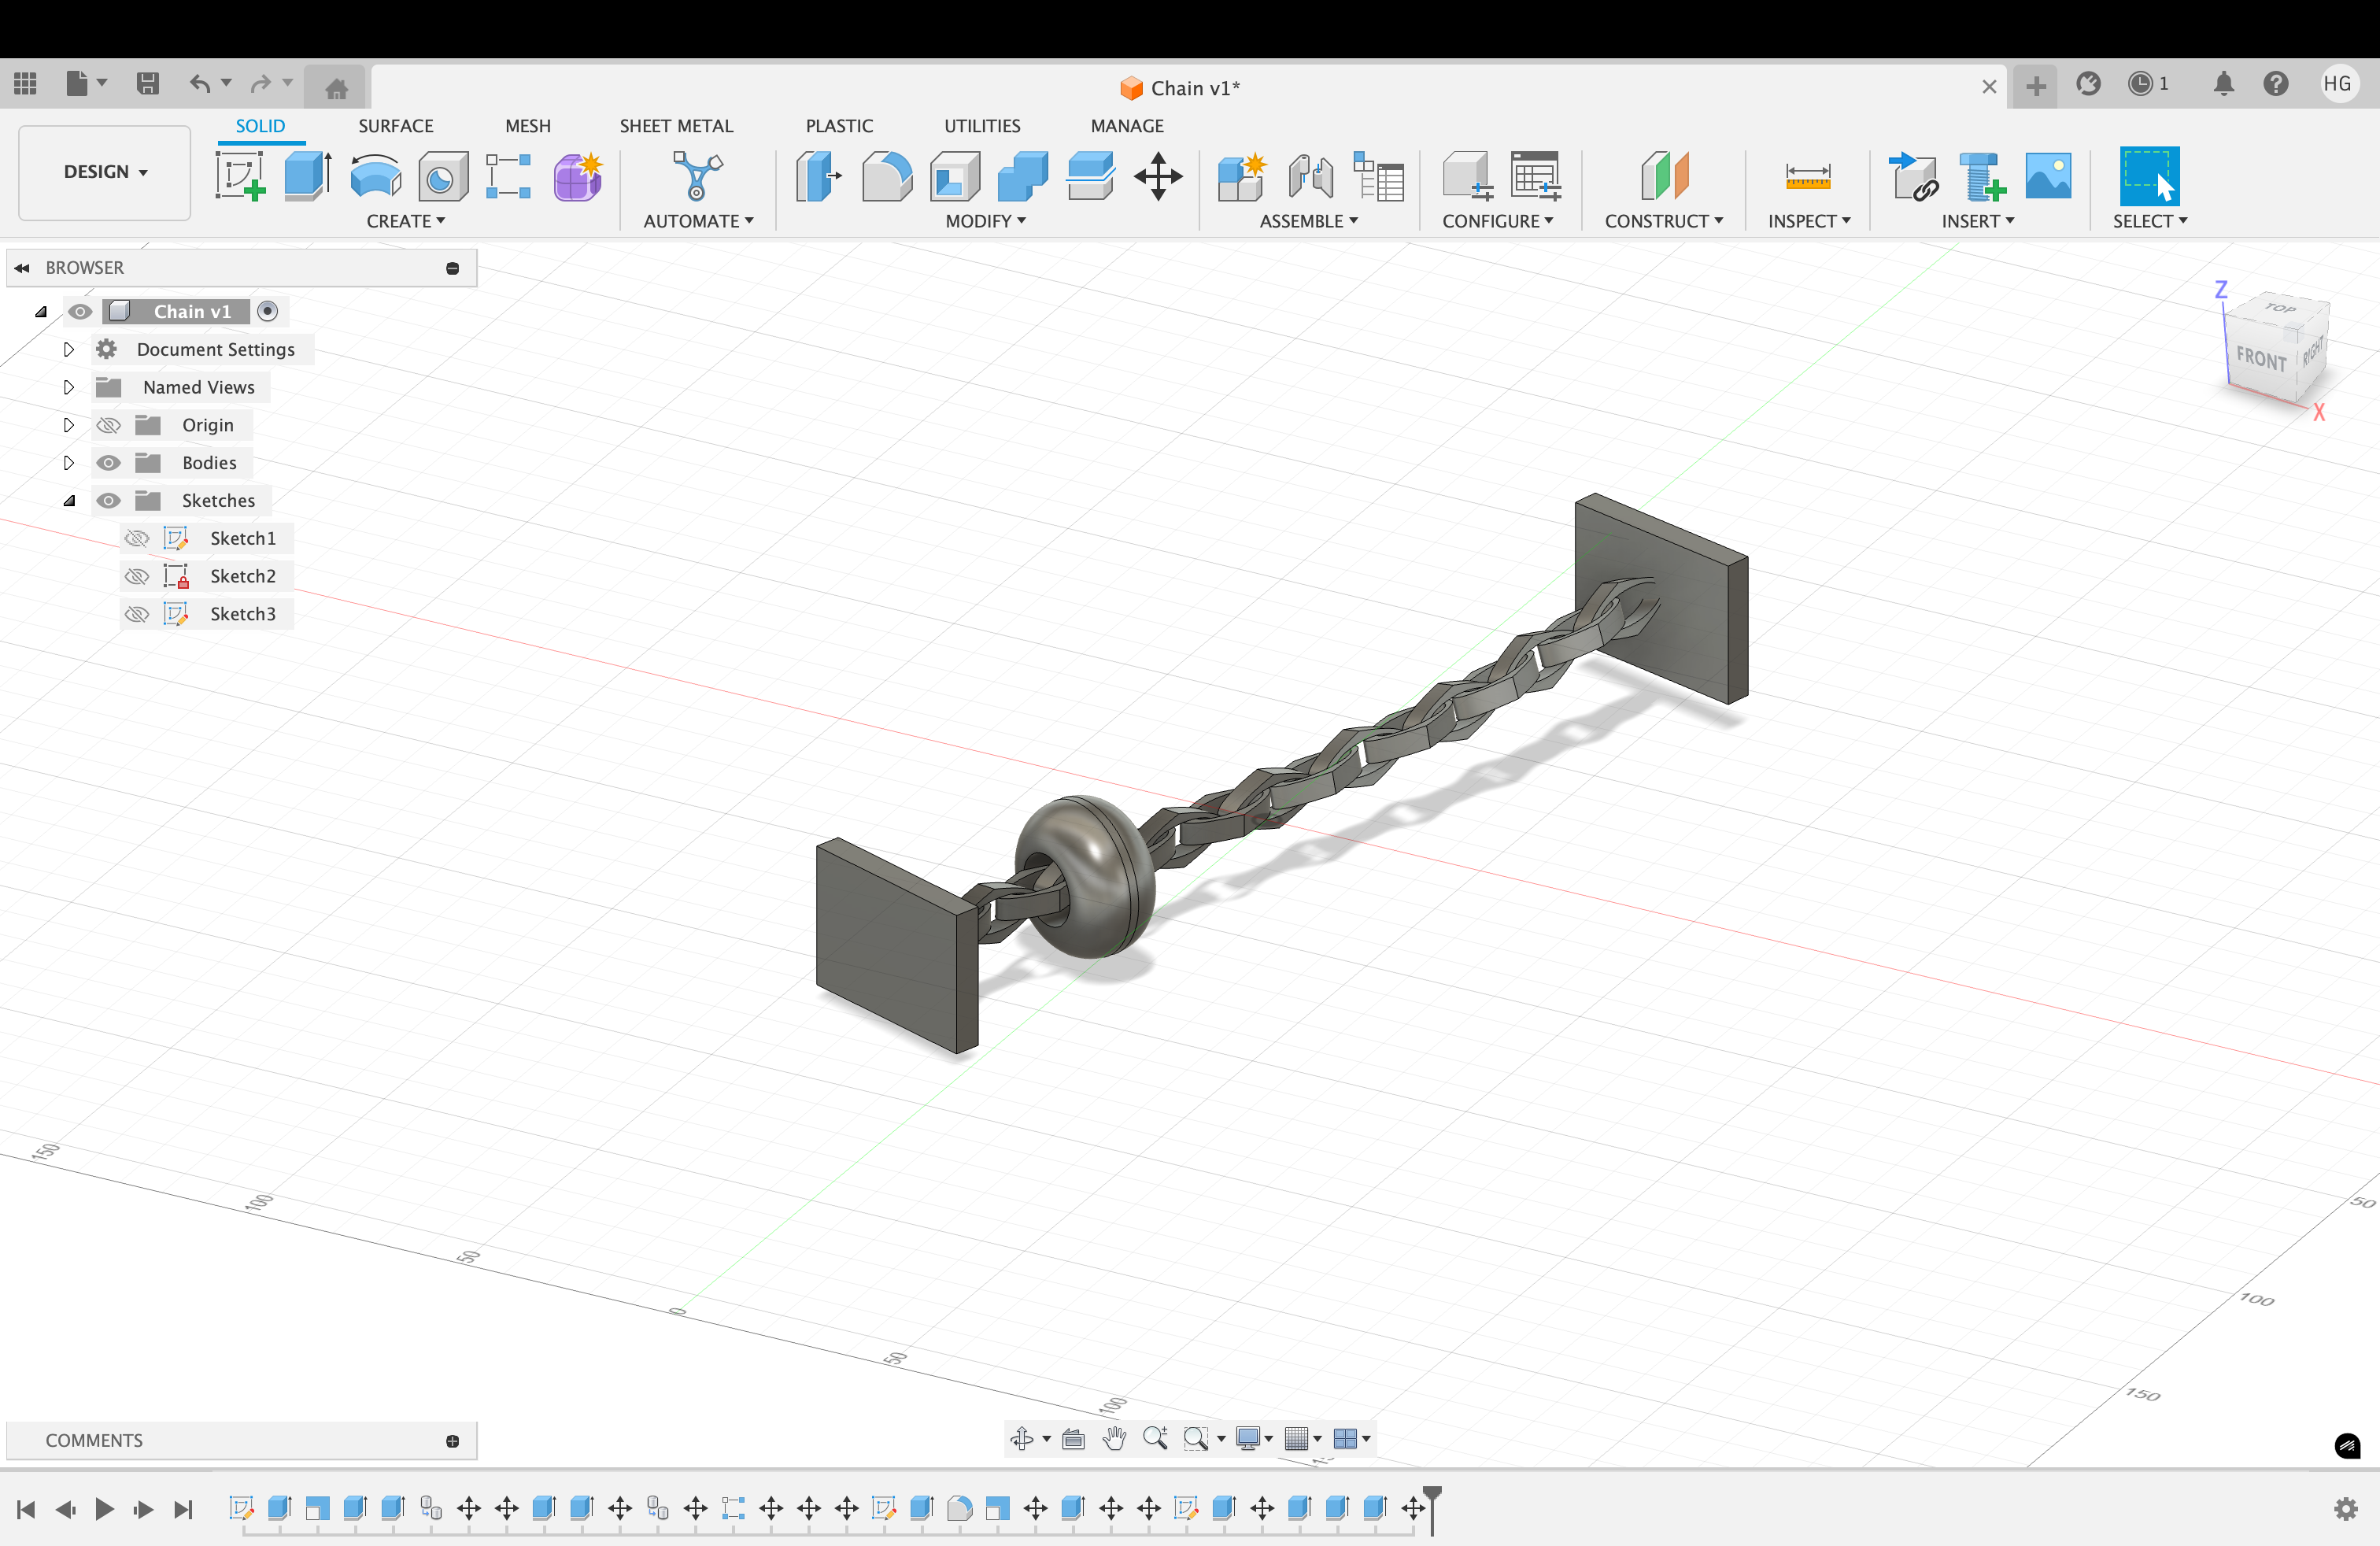 Chain v1*
1
HG
DESIGN
SOLID SURFACE MESH SHEET METAL PLASTIC UTILITIES MANAGE
CREATE AUTOMATE MODIFY ASSEMBLE CONFIGURE CONSTRUCT INSPECT INSERT SELECT
BROWSER
Chain v1
Document Settings
Named Views
Origin
Bodies
Sketches
Sketch1
Sketch2
Sketch3
Z
TOP
FRONT
RIGHT
X
150
100
50
0
50
100
50
100
150
COMMENTS